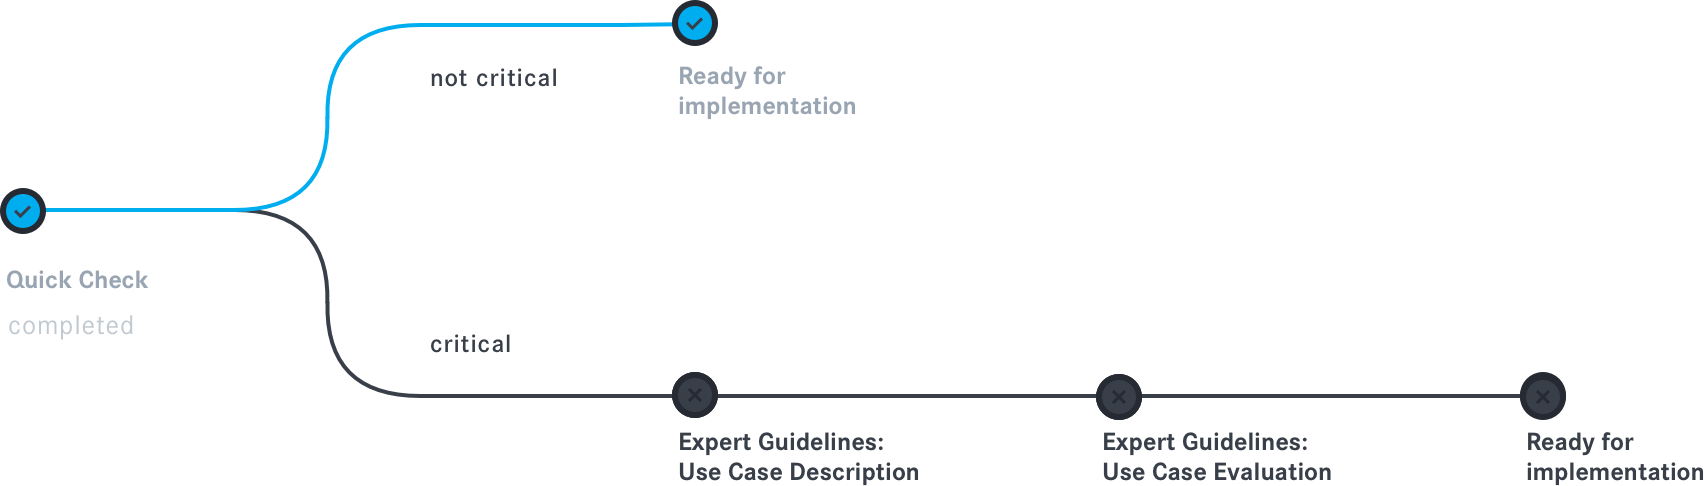 not critical
Ready for
implementation
Quick Check
completed
critical
Expert Guidelines:
Use Case Description
Expert Guidelines:
Use Case Evaluation
Ready for
implementation